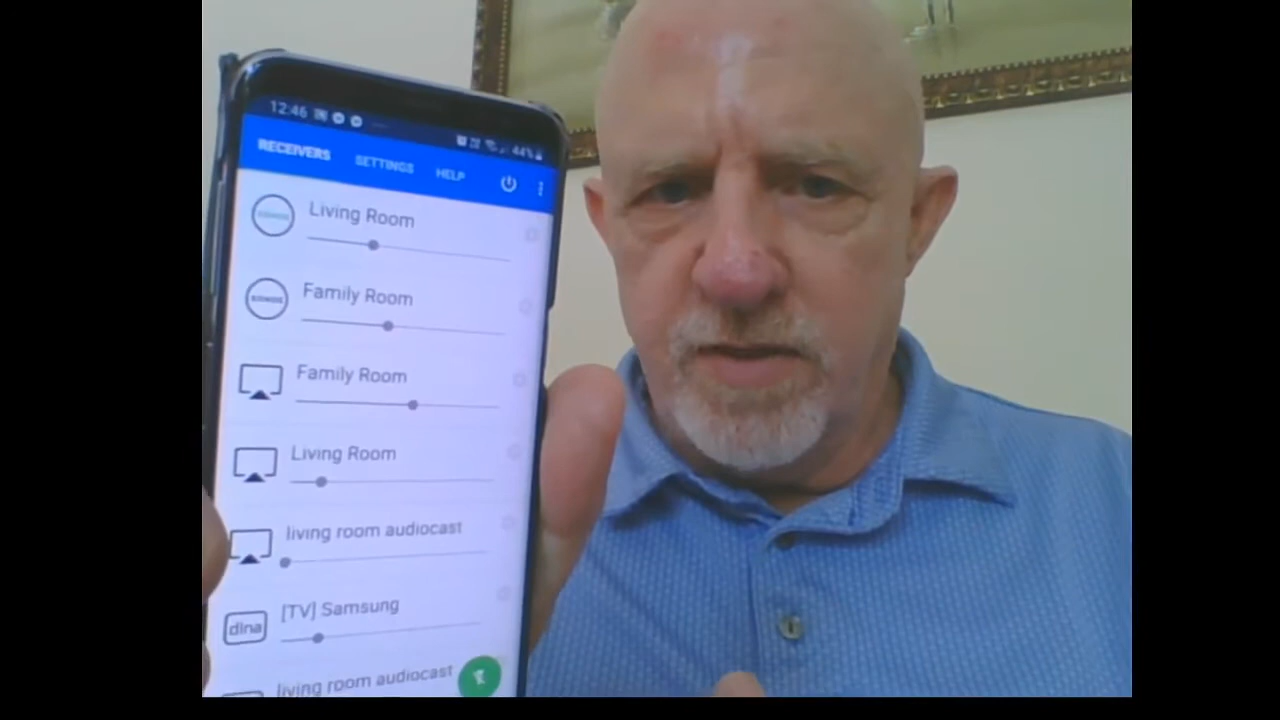 12:46 44%
RECEIVERS SETTINGS HELP
Living Room
SONOS Family Room
Family Room
Living Room
living room audiocast
dlna [TV] Samsung
living room audiocast